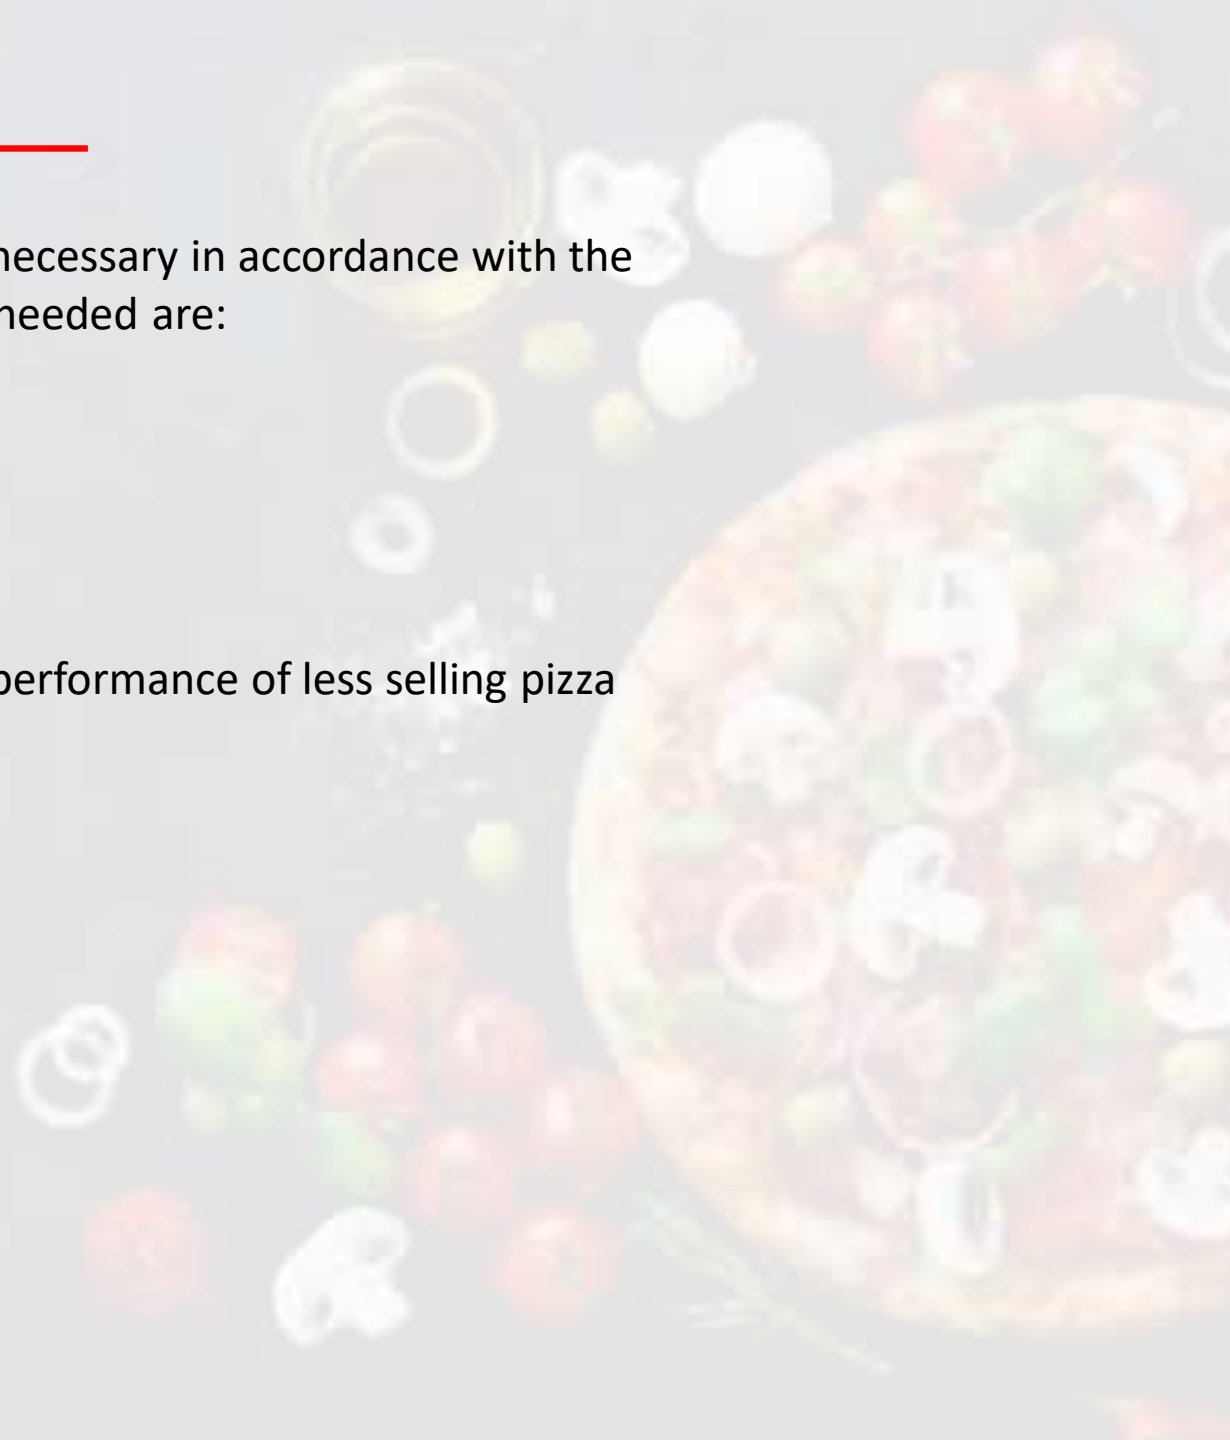 necessary in accordance with the
needed are:
performance of less selling pizza